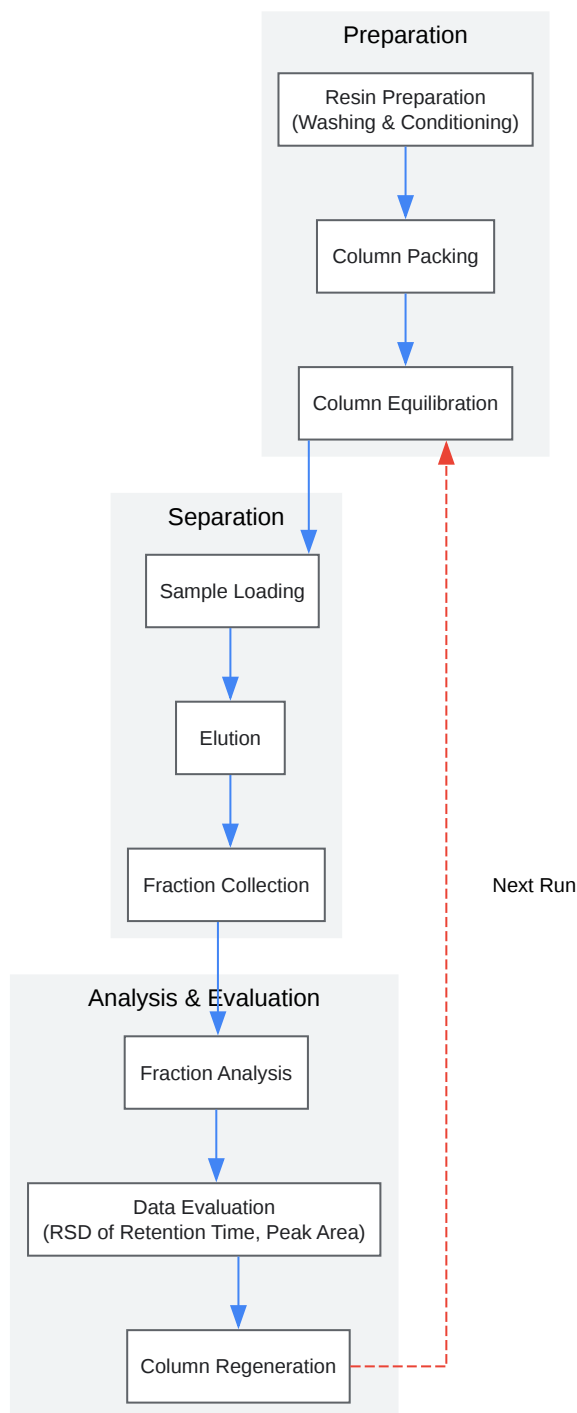 Preparation
Resin Preparation
(Washing & Conditioning)
Column Packing
Column Equilibration
Separation
Sample Loading
Elution
Fraction Collection
Next Run
Analysis & Evaluation
Fraction Analysis
Data Evaluation
(RSD of Retention Time, Peak Area)
Column Regeneration